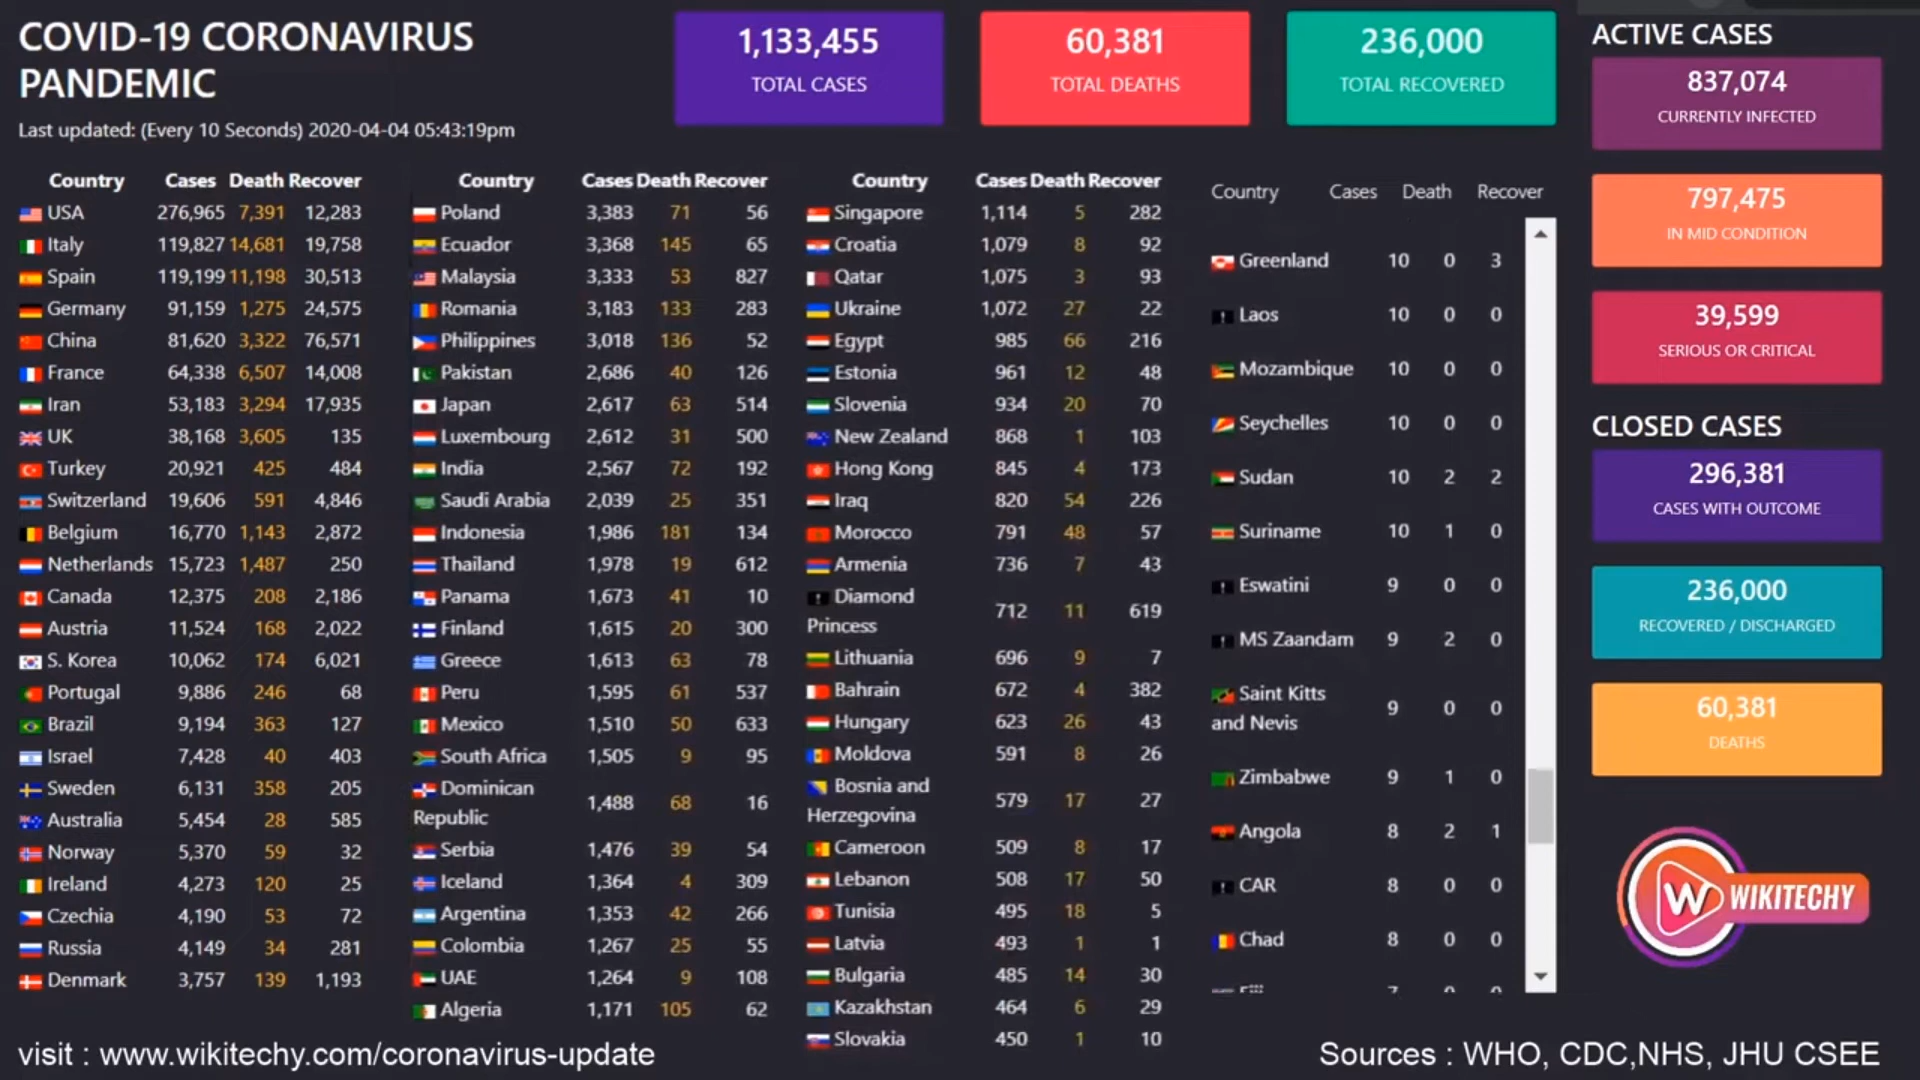 COVID-19 CORONAVIRUS
PANDEMIC
Last updated: (Every 10 Seconds) 2020-04-04 05:43:19pm
1,133,455
TOTAL CASES
60,381
TOTAL DEATHS
236,000
TOTAL RECOVERED
Country Cases Death Recover
USA 276,965 7,391 12,283
Italy 119,827 14,681 19,758
Spain 119,199 11,198 30,513
Germany 91,159 1,275 24,575
China 81,620 3,322 76,571
France 64,338 6,507 14,008
Iran 53,183 3,294 17,935
UK 38,168 3,605 135
Turkey 20,921 425 484
Switzerland 19,606 591 4,846
Belgium 16,770 1,143 2,872
Netherlands 15,723 1,487 250
Canada 12,375 208 2,186
Austria 11,524 168 2,022
S. Korea 10,062 174 6,021
Portugal 9,886 246 68
Brazil 9,194 363 127
Israel 7,428 40 403
Sweden 6,131 358 205
Australia 5,454 28 585
Norway 5,370 59 32
Ireland 4,273 120 25
Czechia 4,190 53 72
Russia 4,149 34 281
Denmark 3,757 139 1,193
Country Cases Death Recover
Poland 3,383 71 56
Ecuador 3,368 145 65
Malaysia 3,333 53 827
Romania 3,183 133 283
Philippines 3,018 136 52
Pakistan 2,686 40 126
Japan 2,617 63 514
Luxembourg 2,612 31 500
India 2,567 72 192
Saudi Arabia 2,039 25 351
Indonesia 1,986 181 134
Thailand 1,978 19 612
Panama 1,673 41 10
Finland 1,615 20 300
Greece 1,613 63 78
Peru 1,595 61 537
Mexico 1,510 50 633
South Africa 1,505 9 95
Dominican
Republic 1,488 68 16
Serbia 1,476 39 54
Iceland 1,364 4 309
Argentina 1,353 42 266
Colombia 1,267 25 55
UAE 1,264 9 108
Algeria 1,171 105 62
Country Cases Death Recover
Singapore 1,114 5 282
Croatia 1,079 8 92
Qatar 1,075 3 93
Ukraine 1,072 27 22
Egypt 985 66 216
Estonia 961 12 48
Slovenia 934 20 70
New Zealand 868 1 103
Hong Kong 845 4 173
Iraq 820 54 226
Morocco 791 48 57
Armenia 736 7 43
Diamond
Princess 712 11 619
Lithuania 696 9 7
Bahrain 672 4 382
Hungary 623 26 43
Moldova 591 8 26
Bosnia and
Herzegovina 579 17 27
Cameroon 509 8 17
Lebanon 508 17 50
Tunisia 495 18 5
Latvia 493 1 1
Bulgaria 485 14 30
Kazakhstan 464 6 29
Slovakia 450 1 10
Country Cases Death Recover
Greenland 10 0 3
Laos 10 0 0
Mozambique 10 0 0
Seychelles 10 0 0
Sudan 10 2 2
Suriname 10 1 0
Eswatini 9 0 0
MS Zaandam 9 2 0
Saint Kitts
and Nevis 9 0 0
Zimbabwe 9 1 0
Angola 8 2 1
CAR 8 0 0
Chad 8 0 0
ACTIVE CASES
837,074
CURRENTLY INFECTED
797,475
IN MID CONDITION
39,599
SERIOUS OR CRITICAL
CLOSED CASES
296,381
CASES WITH OUTCOME
236,000
RECOVERED / DISCHARGED
60,381
DEATHS
W WIKITECHY
visit : www.wikitechy.com/coronavirus-update
Sources : WHO, CDC,NHS, JHU CSEE